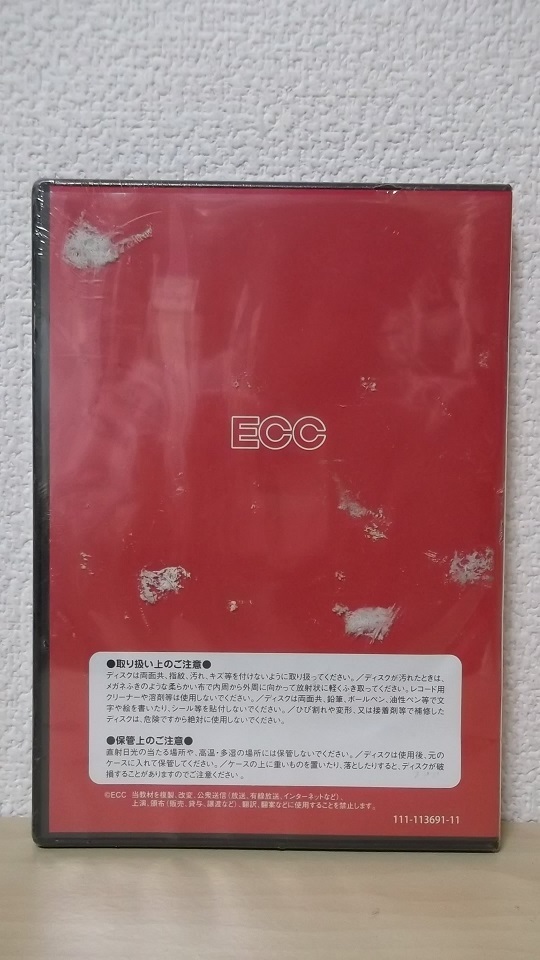 ECC
●取り扱い上のご注意●
ディスクは両面共、指紋、汚れ、キズ等を付けないように取り扱ってください。／ディスクが汚れたときは、
メガネふきのような柔らかい布で内周から外周に向かって放射状に軽くふき取ってください。レコード用
クリーナーや溶剤等は使用しないでください。／ディスクは両面共、鉛筆、ボールペン、油性ペン等で文
字や絵を書いたり、シール等を貼付しないでください。／ひび割れや変形、又は接着剤等で補修した
ディスクは、危険ですから絶対に使用しないでください。
●保管上のご注意●
直射日光の当たる場所や、高温・多湿の場所には保管しないでください。／ディスクは使用後、元の
ケースに入れて保管してください。／ケースの上に重いものを置いたり、落としたりすると、ディスクが破
損することがありますのでご注意ください。
©ECC 当教材を複製、改変、公衆送信（放送、有線放送、インターネットなど）、
上演、頒布（販売、貸与、譲渡など）、翻訳、翻案などに使用することを禁止します。
111-113691-11